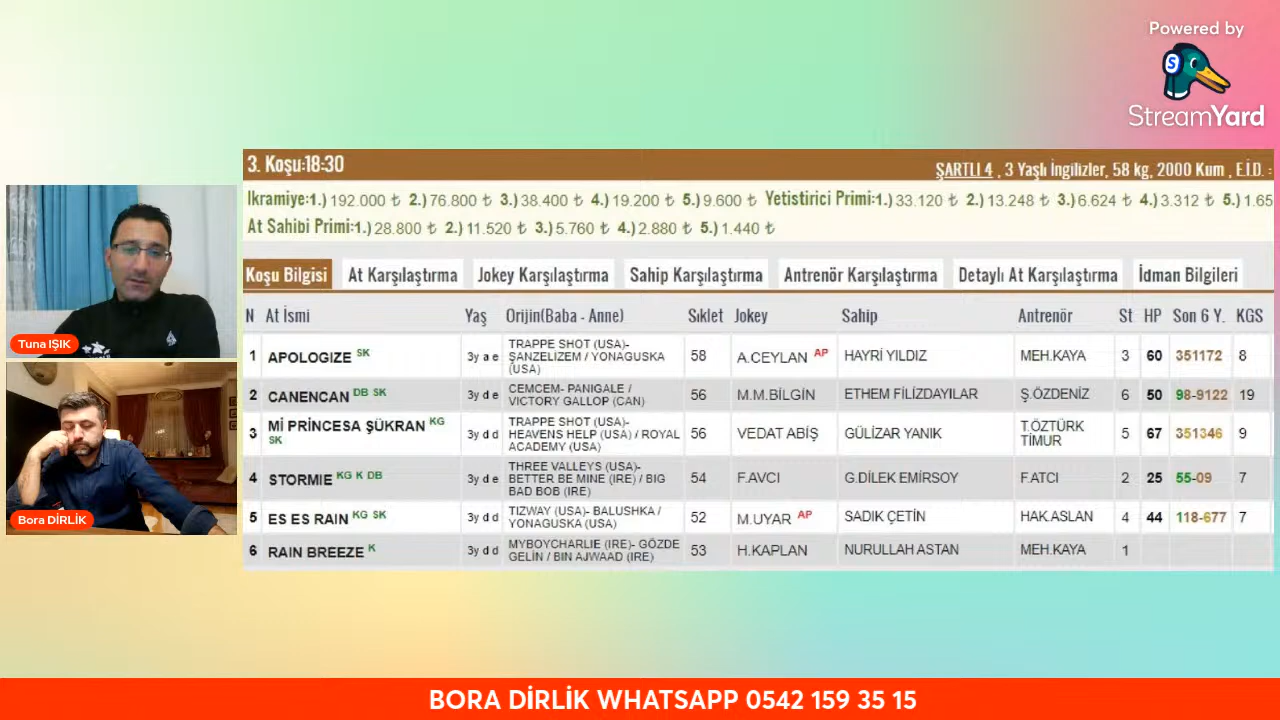 Powered by
StreamYard
3. Koşu:18:30
ŞARTLI 4 , 3 Yaşlı İngilizler, 58 kg, 2000 Kum , E.İ.D. :
Ikramiye:1.) 192.000 ₺ 2.) 76.800 ₺ 3.) 38.400 ₺ 4.) 19.200 ₺ 5.) 9.600 ₺ Yetistirici Primi:1.) 33.120 ₺ 2.) 13.248 ₺ 3.) 6.624 ₺ 4.) 3.312 ₺ 5.) 1.65
At Sahibi Primi:1.) 28.800 ₺ 2.) 11.520 ₺ 3.) 5.760 ₺ 4.) 2.880 ₺ 5.) 1.440 ₺
Koşu Bilgisi At Karşılaştırma Jokey Karşılaştırma Sahip Karşılaştırma Antrenör Karşılaştırma Detaylı At Karşılaştırma İdman Bilgileri
N At İsmi Yaş Orijin(Baba - Anne) Sıklet Jokey Sahip Antrenör St HP Son 6 Y. KGS
1 APOLOGIZE SK 3y a e TRAPPE SHOT (USA)- ŞANZELİZEM / YONAGUSKA (USA) 58 A.CEYLAN AP HAYRİ YILDIZ MEH.KAYA 3 60 351172 8
2 CANENCAN DB SK 3y d e CEMCEM- PANIGALE / VICTORY GALLOP (CAN) 56 M.M.BİLGİN ETHEM FİLİZDAYILAR Ş.ÖZDENİZ 6 50 98-9122 19
3 Mİ PRİNCESA ŞÜKRAN KG SK 3y d d TRAPPE SHOT (USA)- HEAVENS HELP (USA) / ROYAL ACADEMY (USA) 56 VEDAT ABİŞ GÜLİZAR YANIK T.ÖZTÜRK TİMUR 5 67 351346 9
4 STORMIE KG K DB 3y d e THREE VALLEYS (USA)- BETTER BE MINE (IRE) / BIG BAD BOB (IRE) 54 F.AVCI G.DİLEK EMİRSOY F.ATCI 2 25 55-09 7
5 ES ES RAIN KG SK 3y d d TIZWAY (USA)- BALUSHKA / YONAGUSKA (USA) 52 M.UYAR AP SADIK ÇETİN HAK.ASLAN 4 44 118-677 7
6 RAIN BREEZE K 3y d d MYBOYCHARLIE (IRE)- GÖZDE GELİN / BIN AJWAAD (IRE) 53 H.KAPLAN NURULLAH ASTAN MEH.KAYA 1
Tuna IŞIK
Bora DİRLİK
BORA DİRLİK WHATSAPP 0542 159 35 15